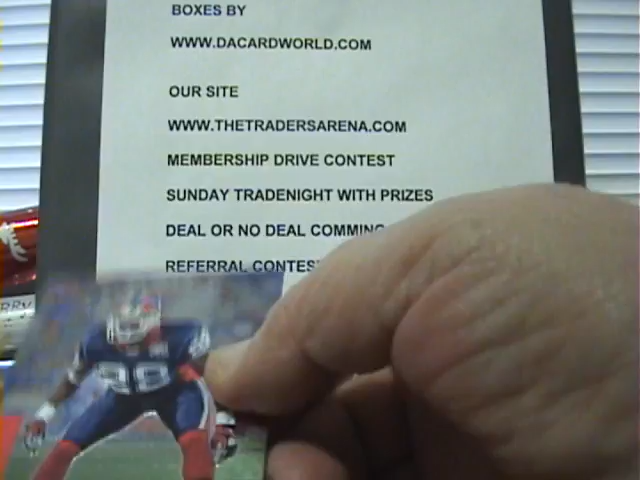 BOXES BY
WWW.DACARDWORLD.COM
OUR SITE
WWW.THETRADERSARENA.COM
MEMBERSHIP DRIVE CONTEST
SUNDAY TRADENIGHT WITH PRIZES
DEAL OR NO DEAL COMMING
REFERRAL CONTEST